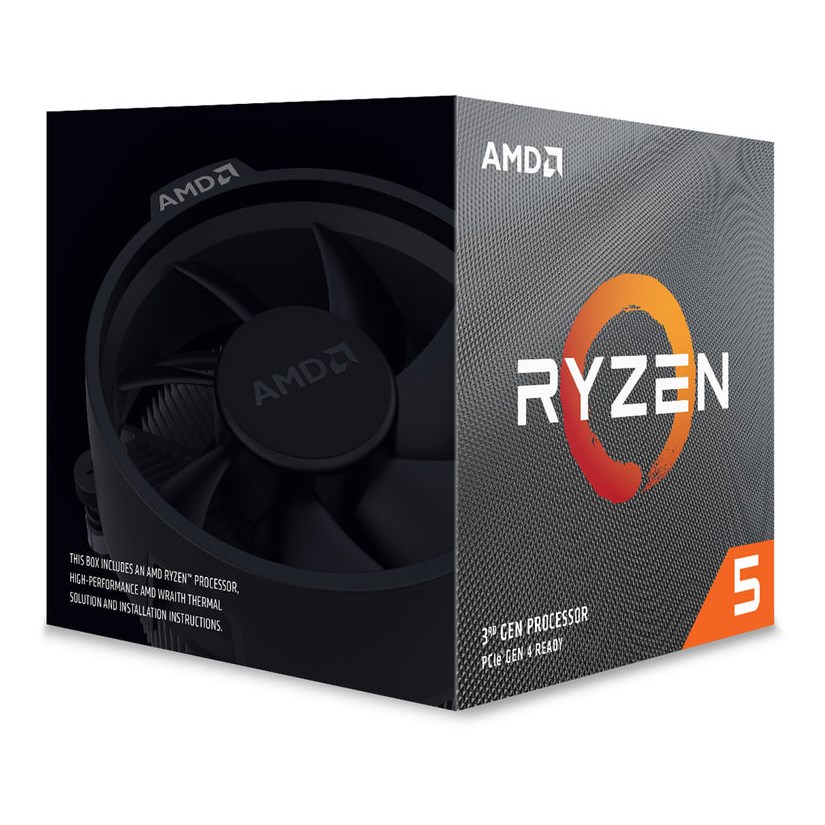 AMD
AMD
THIS BOX INCLUDES AN AMD RYZEN™ PROCESSOR,
HIGH-PERFORMANCE AMD WRAITH THERMAL
SOLUTION AND INSTALLATION INSTRUCTIONS.
AMD
RYZEN
5
3RD GEN PROCESSOR
PCIe® GEN 4 READY